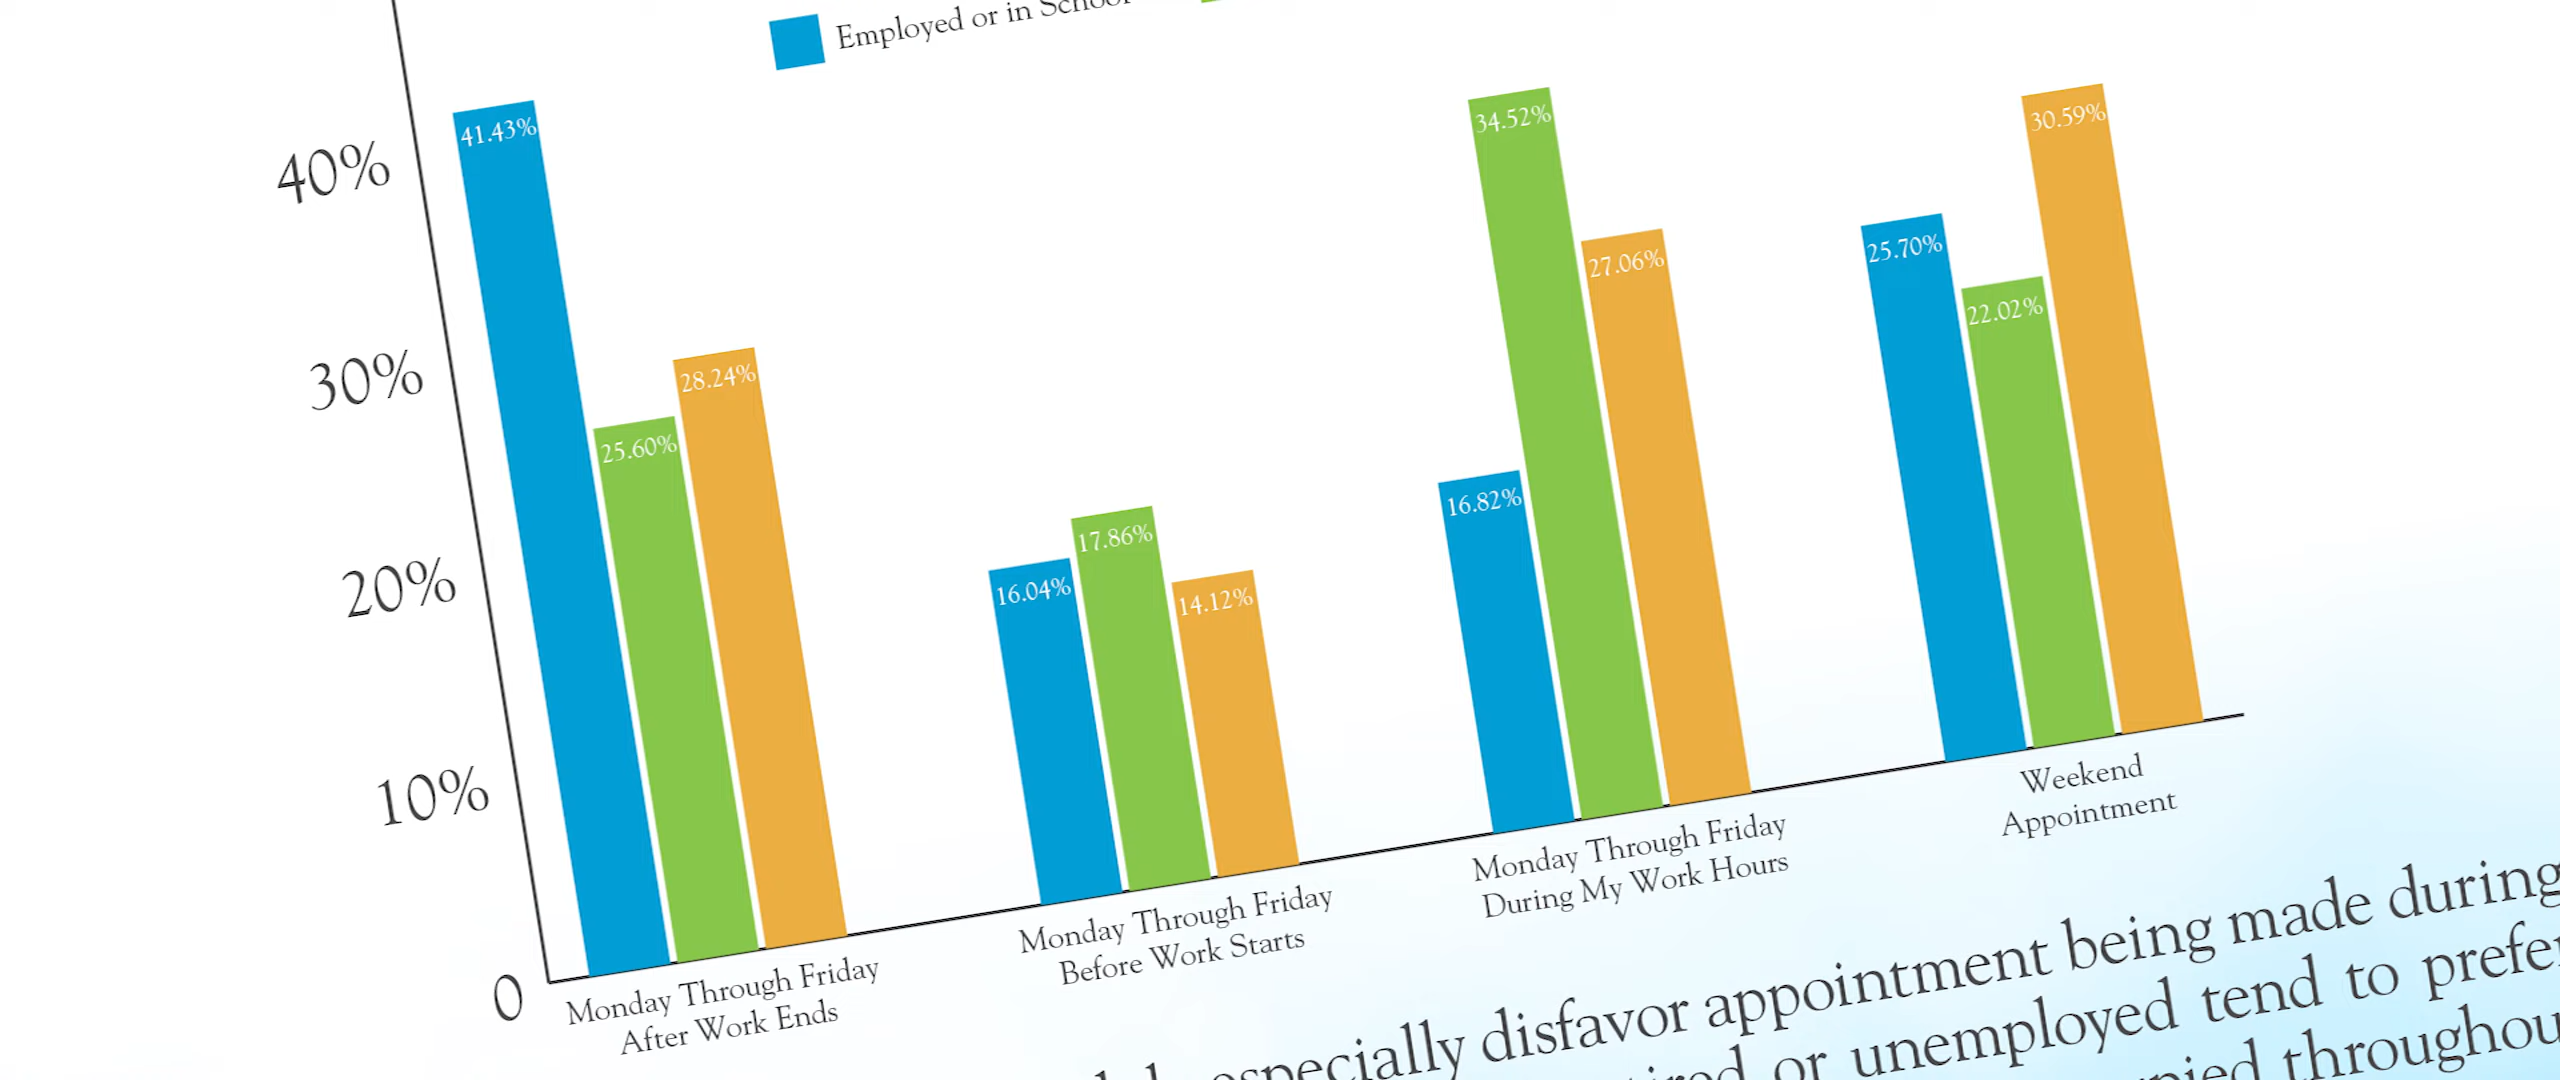 Employed or in School
40%
30%
20%
10%
0
41.43%
25.60%
28.24%
16.04%
17.86%
14.12%
16.82%
34.52%
27.06%
25.70%
22.02%
30.59%
Monday Through Friday
After Work Ends
Monday Through Friday
Before Work Starts
Monday Through Friday
During My Work Hours
Weekend
Appointment
especially disfavor appointment being made during
or unemployed tend to prefer